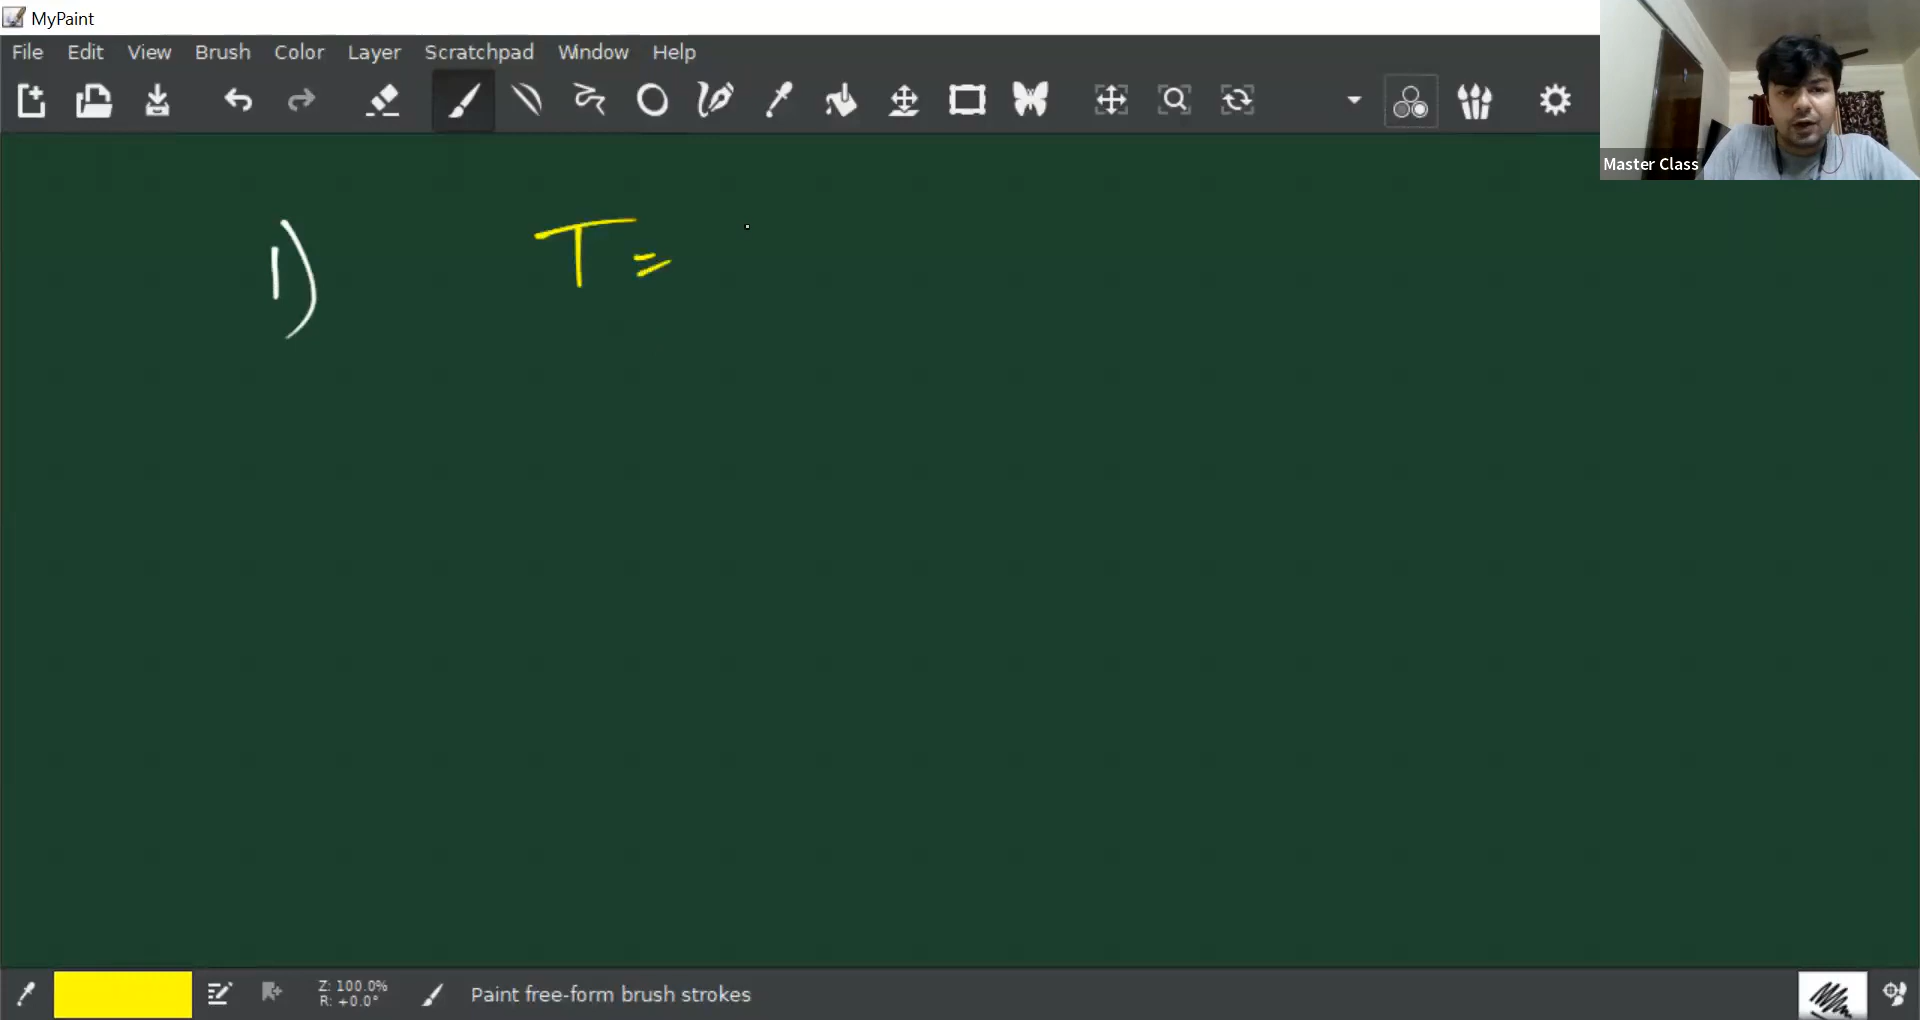 MyPaint
File Edit View Brush Color Layer Scratchpad Window Help
Master Class
1) T =
Z: 100.0%
R: +0.0°
Paint free-form brush strokes